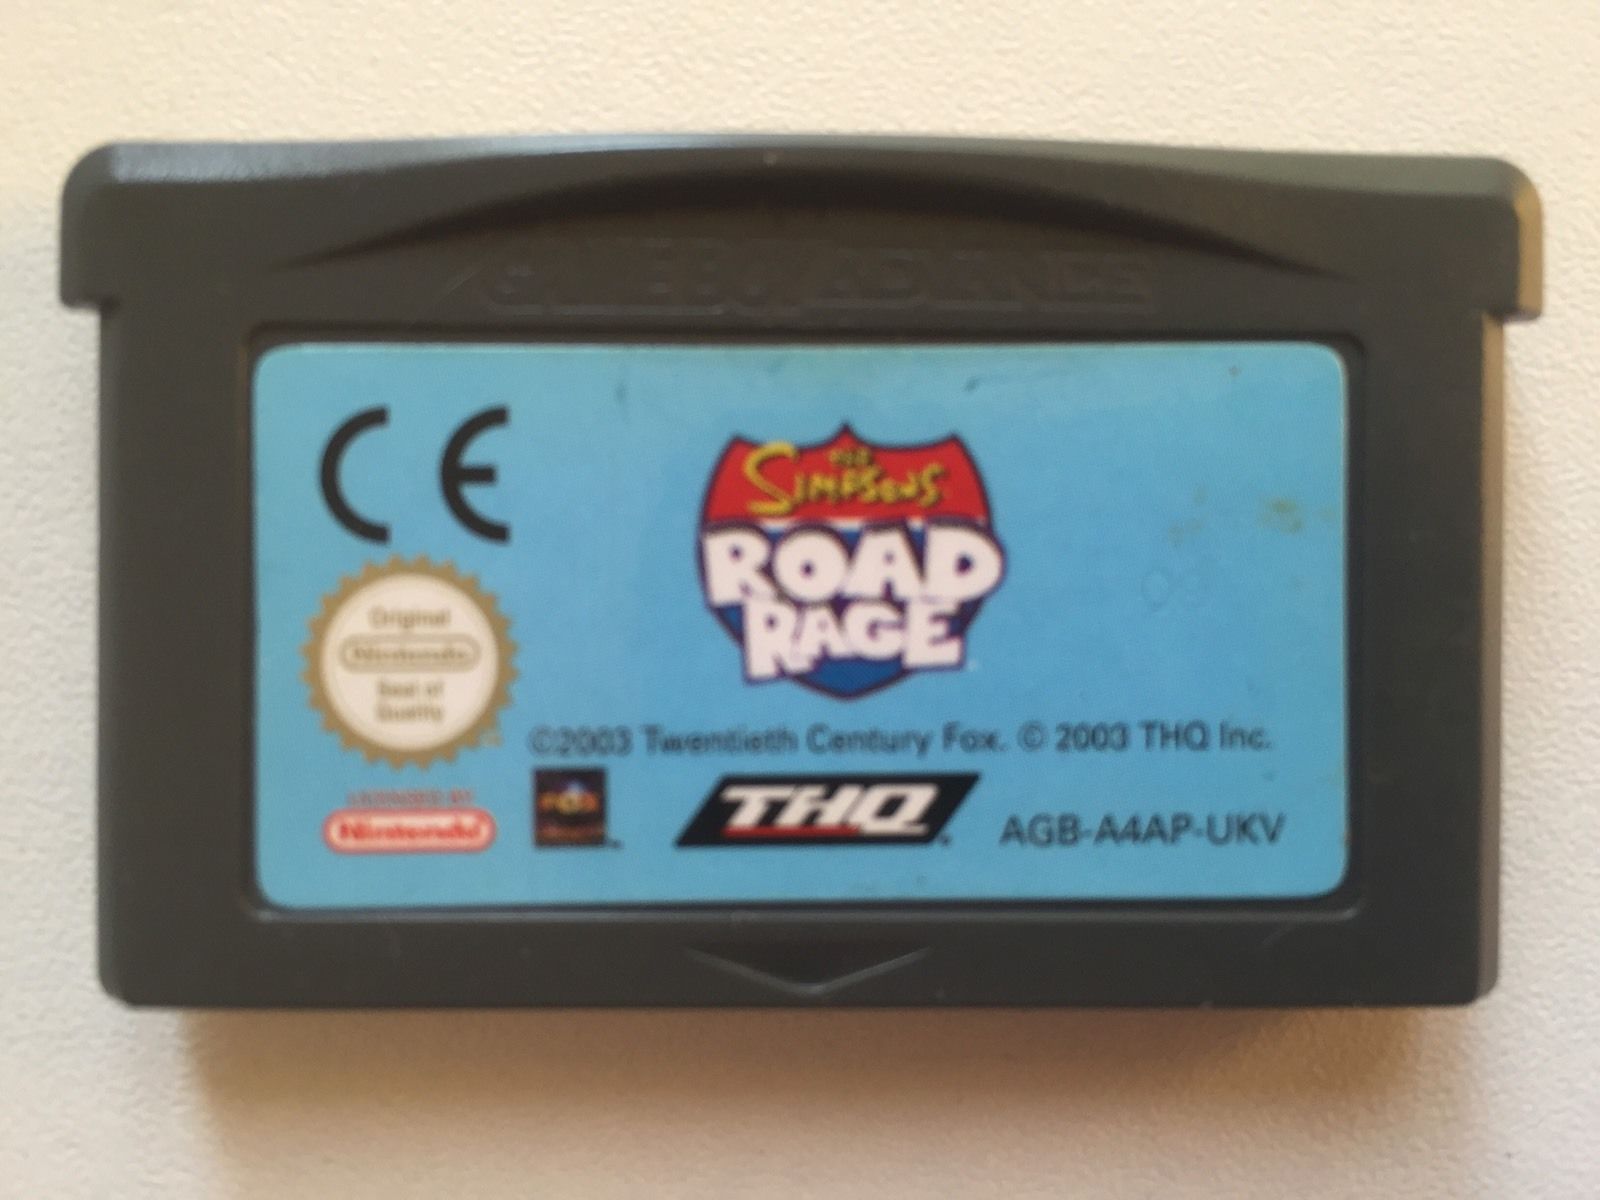 GAME BOY ADVANCE
CE
THE
SIMPSONS
ROAD
RAGE
Original
Nintendo
Seal of
Quality
©2003 Twentieth Century Fox. © 2003 THQ Inc.
LICENSED BY
Nintendo
FOX
THQ
AGB-A4AP-UKV